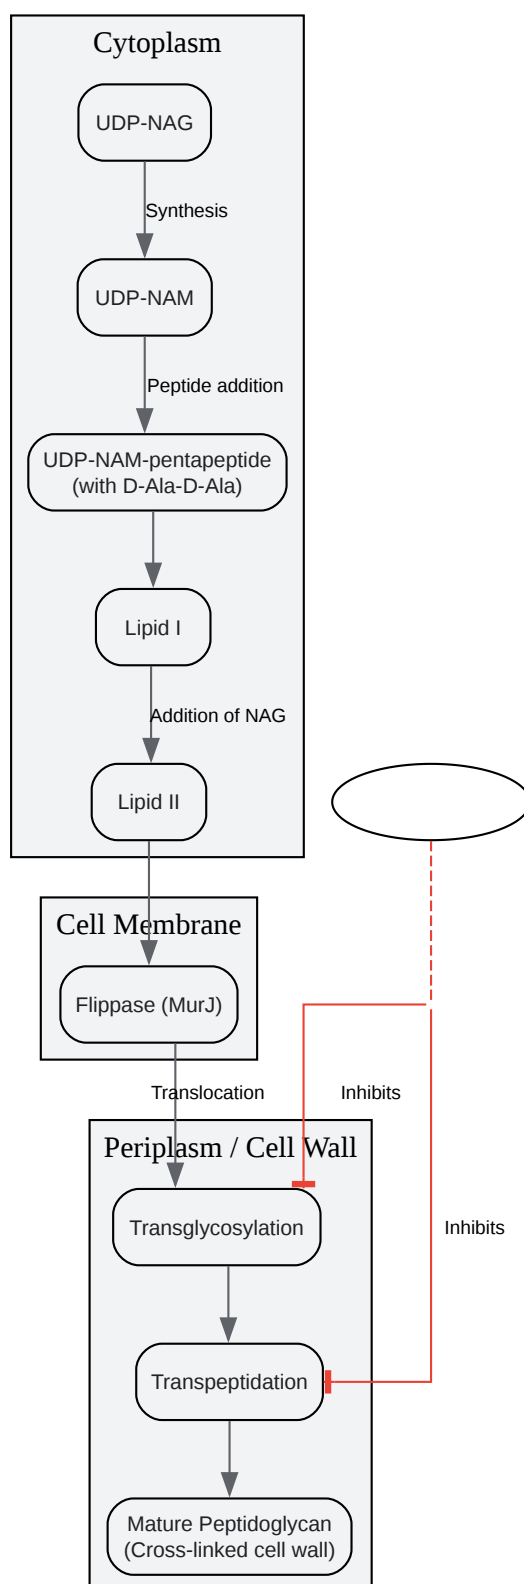 Cytoplasm
UDP-NAG
Synthesis
UDP-NAM
Peptide addition
UDP-NAM-pentapeptide
(with D-Ala-D-Ala)
Lipid I
Addition of NAG
Lipid II
Cell Membrane
Flippase (MurJ)
Translocation
Inhibits
Periplasm / Cell Wall
Transglycosylation
Inhibits
Transpeptidation
Mature Peptidoglycan
(Cross-linked cell wall)